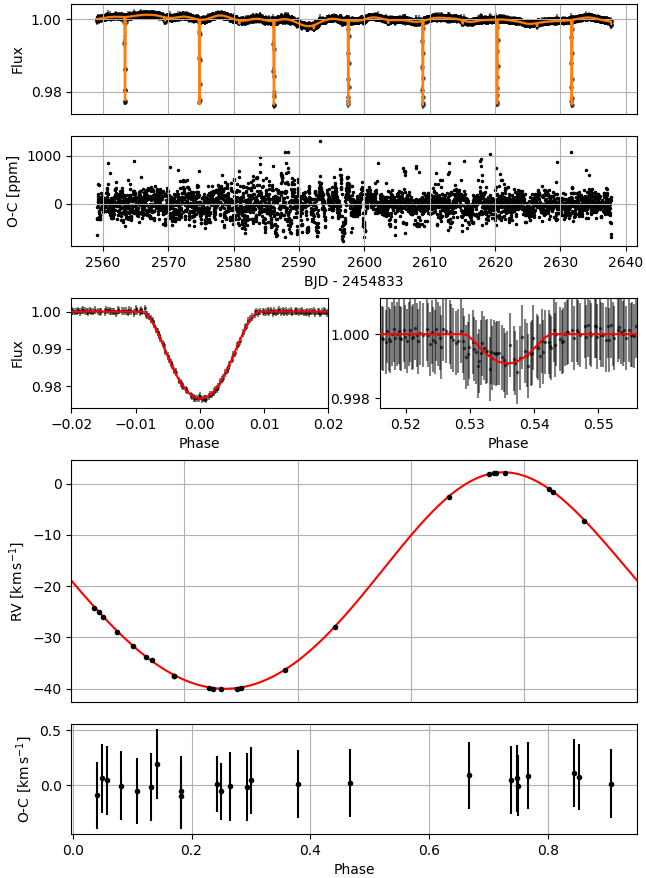 1.00
0.98
Flux
1000
0
O-C [ppm]
2560 2570 2580 2590 2600 2610 2620 2630 2640
BJD - 2454833
1.00
0.99
0.98
Flux
−0.02 −0.01 0.00 0.01 0.02
Phase
1.000
0.998
0.52 0.53 0.54 0.55
Phase
0
−10
−20
−30
−40
RV [km s⁻¹]
0.5
0.0
O-C [km s⁻¹]
0.0 0.2 0.4 0.6 0.8
Phase